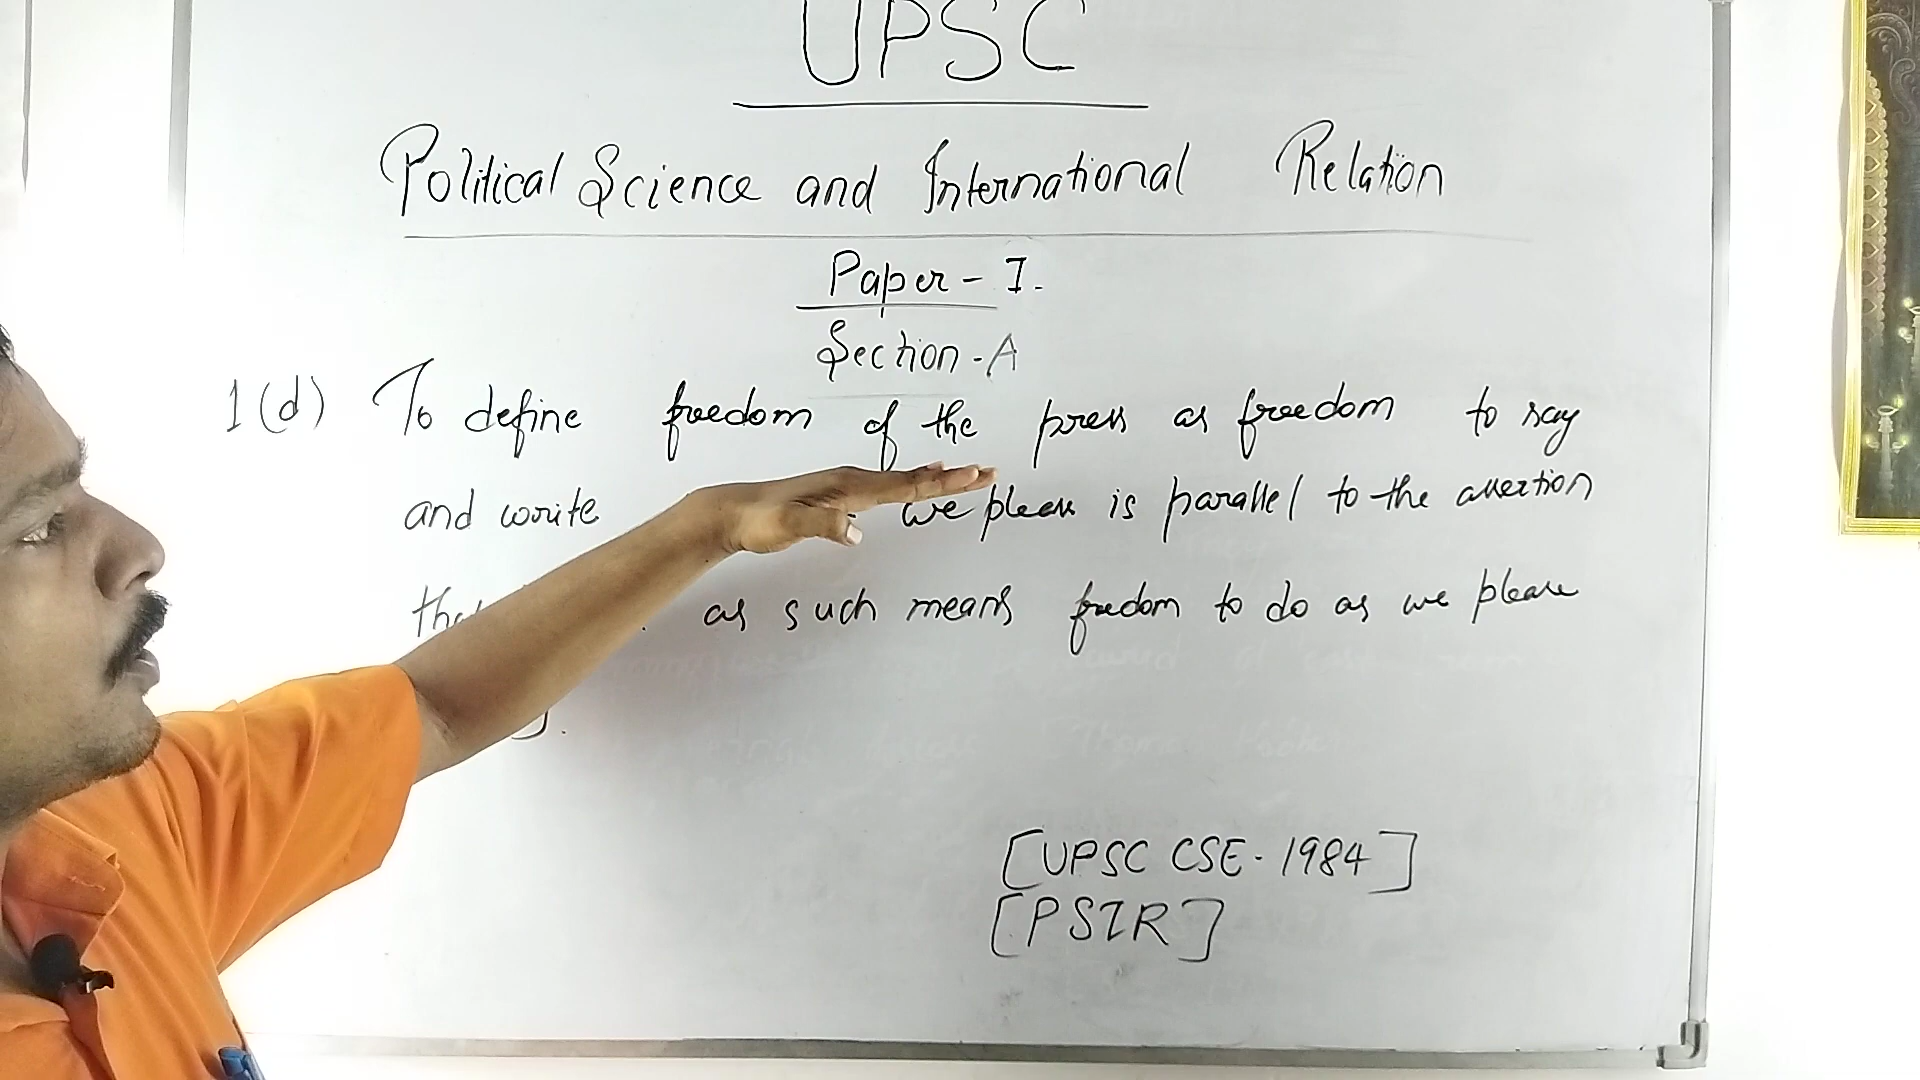 UPSC
Political Science and International Relation
Paper - I.
Section - A
1(d) To define freedom of the press as freedom to say
and write we please is parallel to the assertion
as such means freedom to do as we please
[UPSC CSE - 1984]
[PSIR]